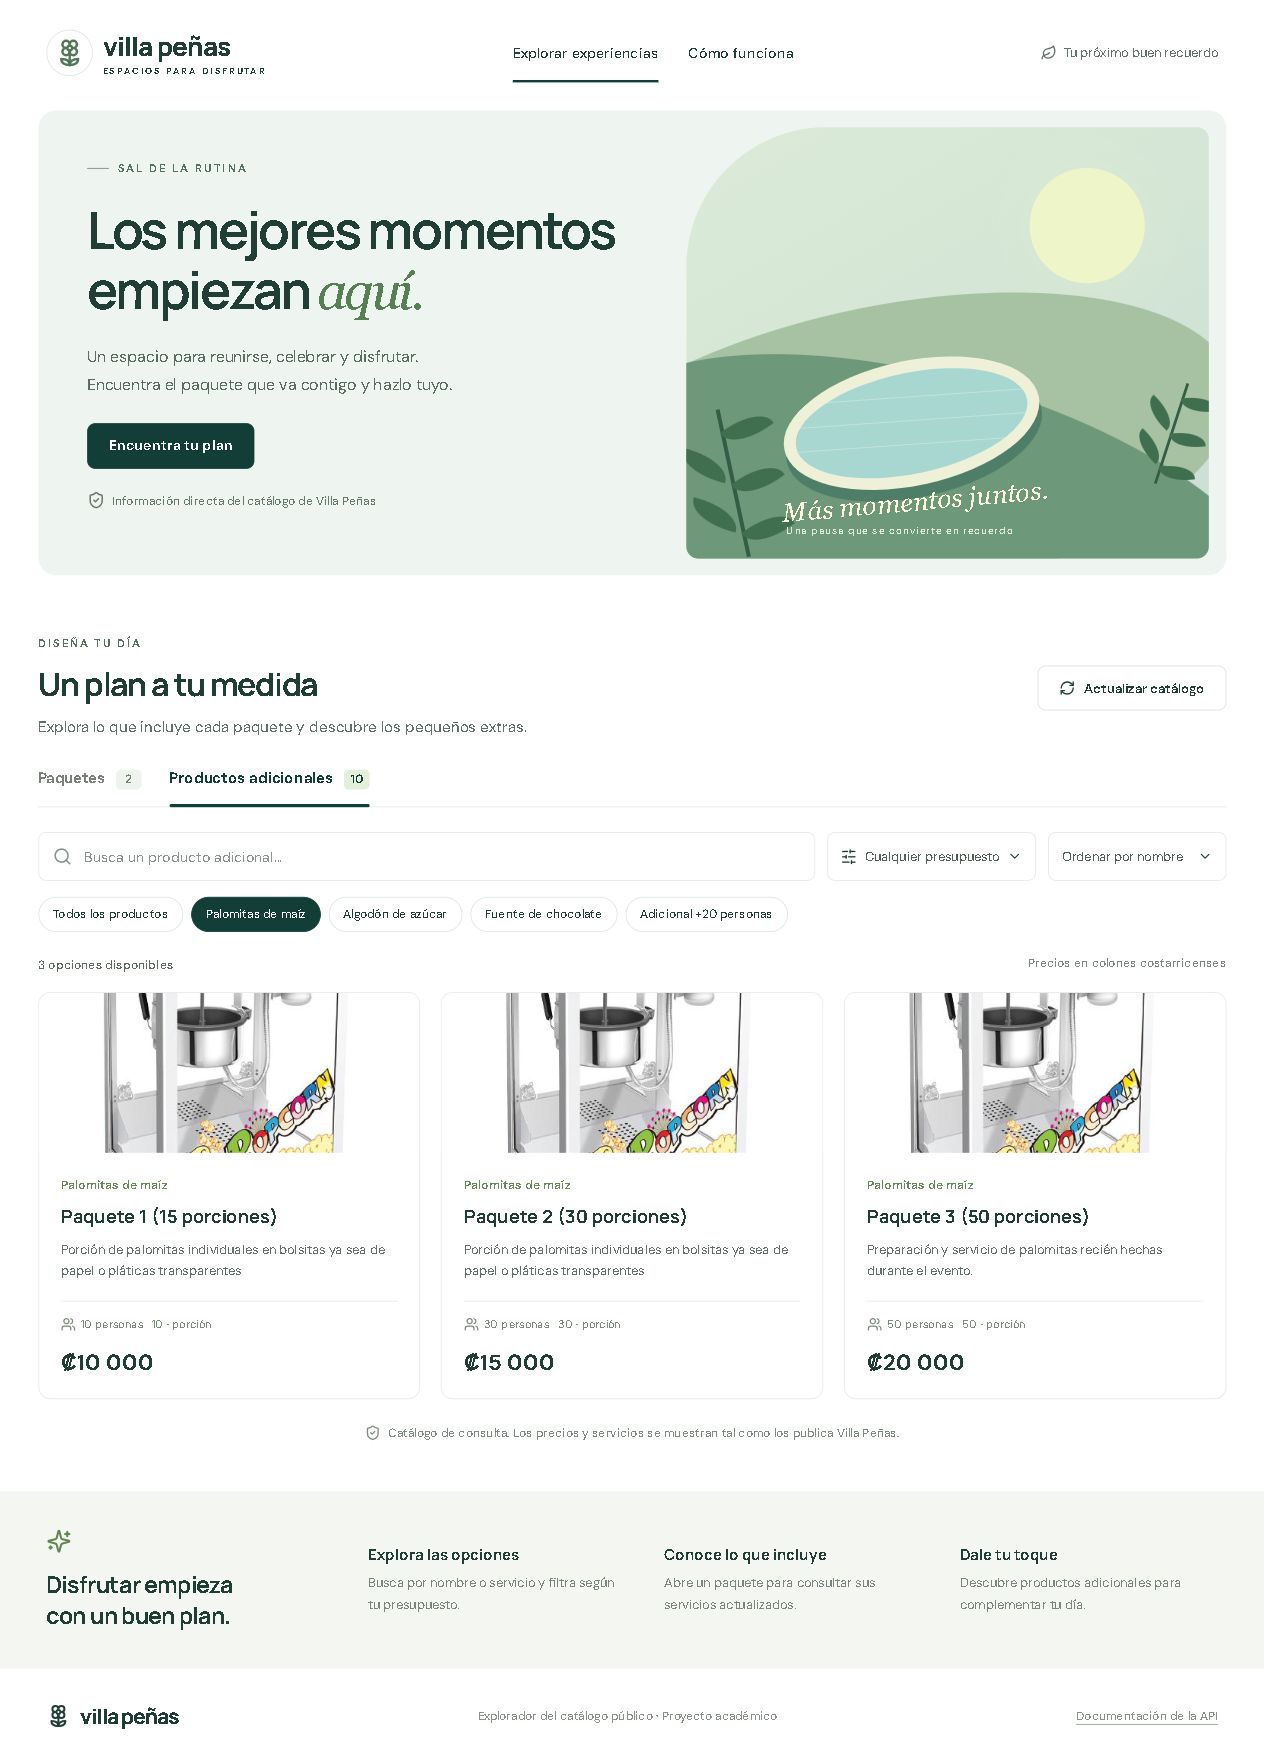 villa peñas
ESPACIOS PARA DISFRUTAR
Explorar experiencias
Cómo funciona
Tu próximo buen recuerdo
SAL DE LA RUTINA
Los mejores momentos
empiezan aquí.
Un espacio para reunirse, celebrar y disfrutar.
Encuentra el paquete que va contigo y hazlo tuyo.
Encuentra tu plan
Información directa del catálogo de Villa Peñas
Más momentos juntos.
Una pausa que se convierte en recuerdo
DISEÑA TU DÍA
Un plan a tu medida
Explora lo que incluye cada paquete y descubre los pequeños extras.
Actualizar catálogo
Paquetes 2
Productos adicionales 10
Busca un producto adicional...
Cualquier presupuesto
Ordenar por nombre
Todos los productos
Palomitas de maíz
Algodón de azúcar
Fuente de chocolate
Adicional +20 personas
3 opciones disponibles
Precios en colones costarricenses
POPCORN
Palomitas de maíz
Paquete 1 (15 porciones)
Porción de palomitas individuales en bolsitas ya sea de
papel o pláticas transparentes
10 personas 10 · porción
₡10 000
POPCORN
Palomitas de maíz
Paquete 2 (30 porciones)
Porción de palomitas individuales en bolsitas ya sea de
papel o pláticas transparentes
30 personas 30 · porción
₡15 000
POPCORN
Palomitas de maíz
Paquete 3 (50 porciones)
Preparación y servicio de palomitas recién hechas
durante el evento.
50 personas 50 · porción
₡20 000
Catálogo de consulta. Los precios y servicios se muestran tal como los publica Villa Peñas.
Disfrutar empieza
con un buen plan.
Explora las opciones
Busca por nombre o servicio y filtra según
tu presupuesto.
Conoce lo que incluye
Abre un paquete para consultar sus
servicios actualizados.
Dale tu toque
Descubre productos adicionales para
complementar tu día.
villa peñas
Explorador del catálogo público · Proyecto académico
Documentación de la API